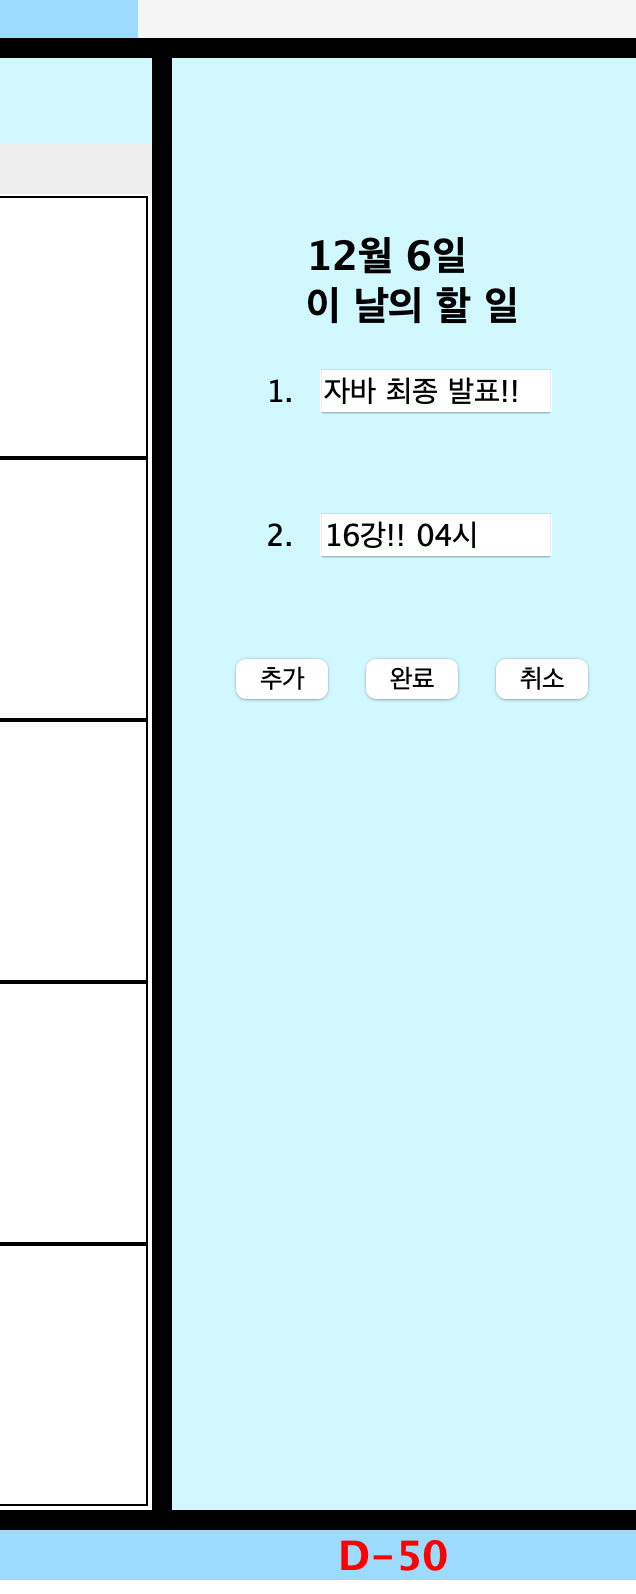 12월 6일
이 날의 할 일
1. 자바 최종 발표!!
2. 16강!! 04시
추가 완료 취소
D-50